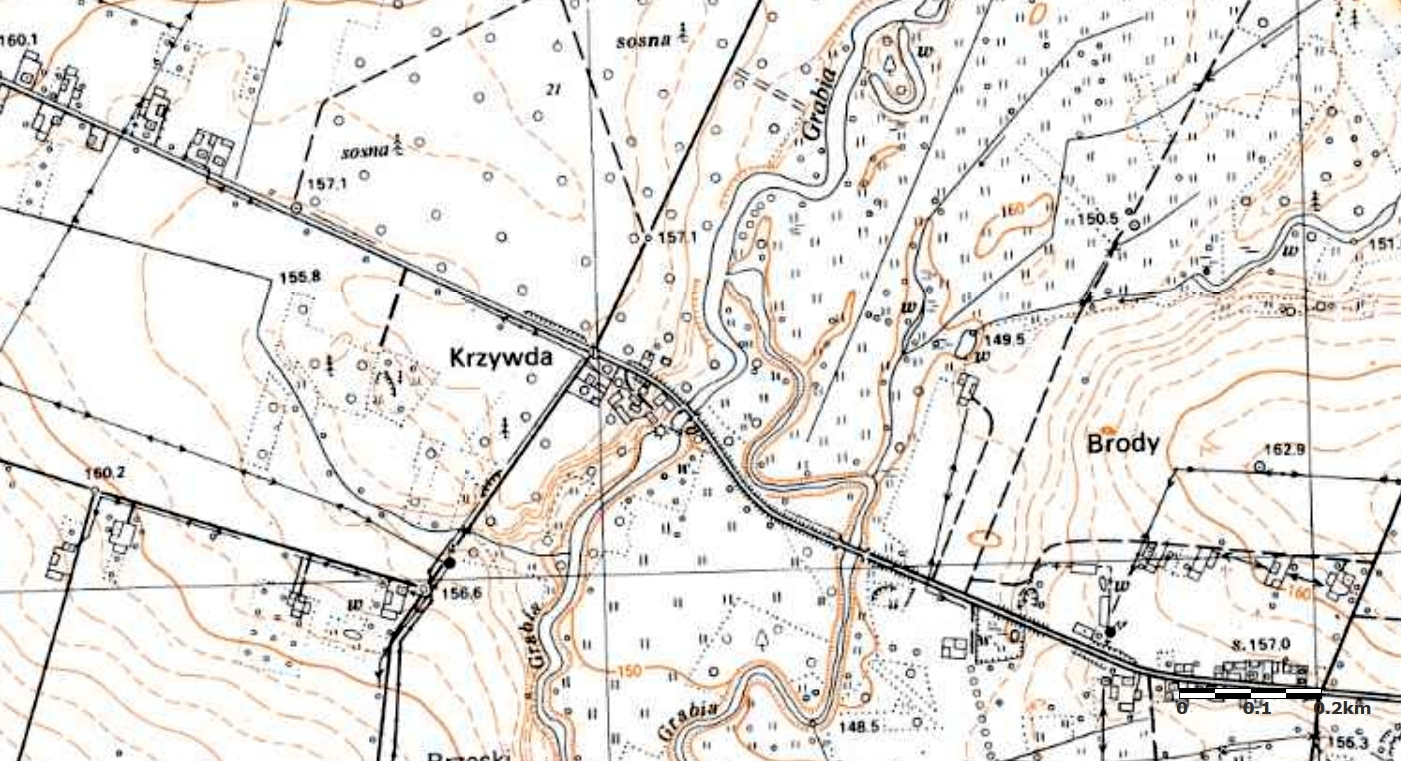 160.1
sosna
w
21
Grabia
sosna
157.1
157.1
160
150.5
w
151.
155.8
w
149.5
w
Krzywda
Brody
162.9
160.2
w
156.6
w
w
160
w
Grabia
s.157.0
150
Grabia
148.5
0 0.1 0.2km
155.3
Brzeski